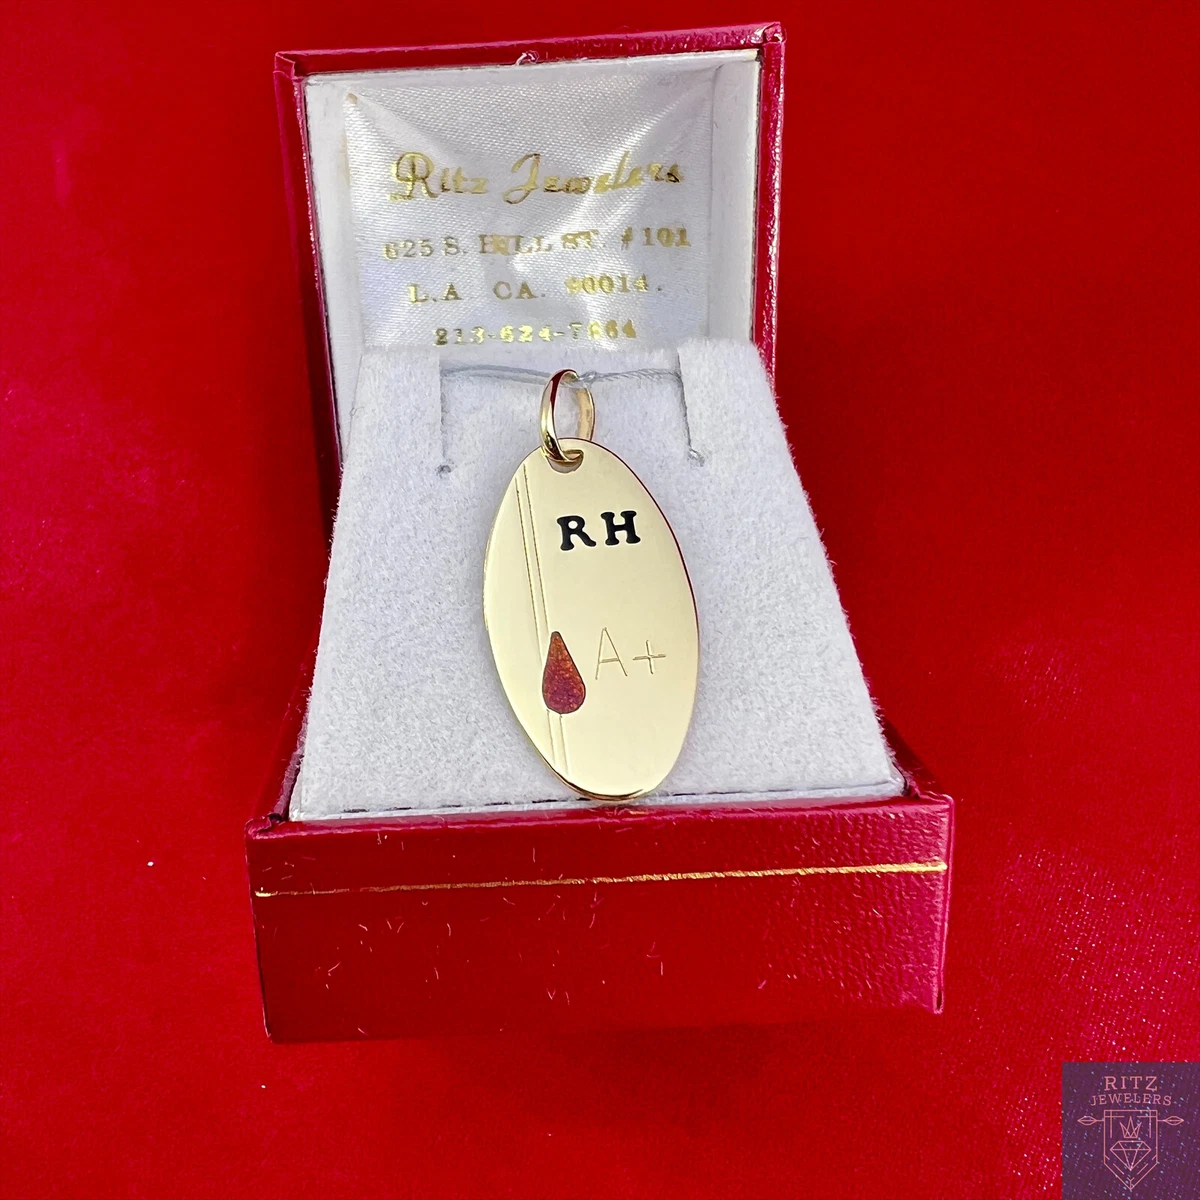 Ritz Jewelers
625 S. HILL ST. #101
L.A CA. 90014.
213-624-7864
RH
A+
RITZ
JEWELERS